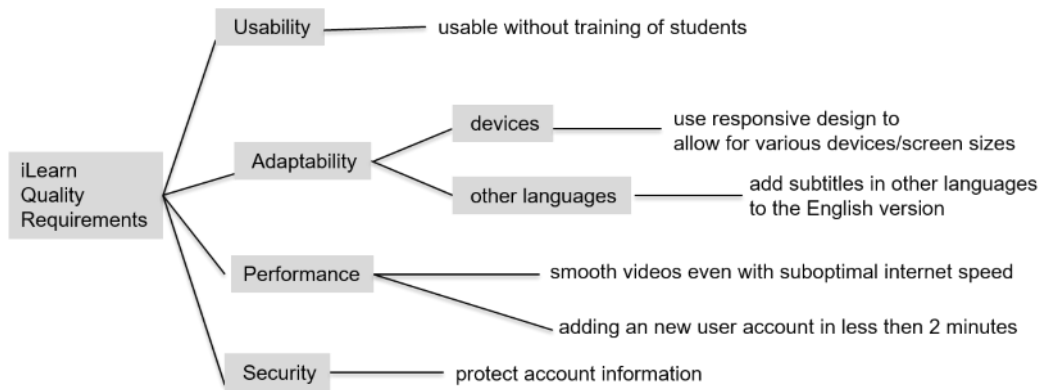 Usability
usable without training of students
devices
use responsive design to
allow for various devices/screen sizes
Adaptability
iLearn
Quality
Requirements
other languages
add subtitles in other languages
to the English version
Performance
smooth videos even with suboptimal internet speed
adding an new user account in less then 2 minutes
Security
protect account information